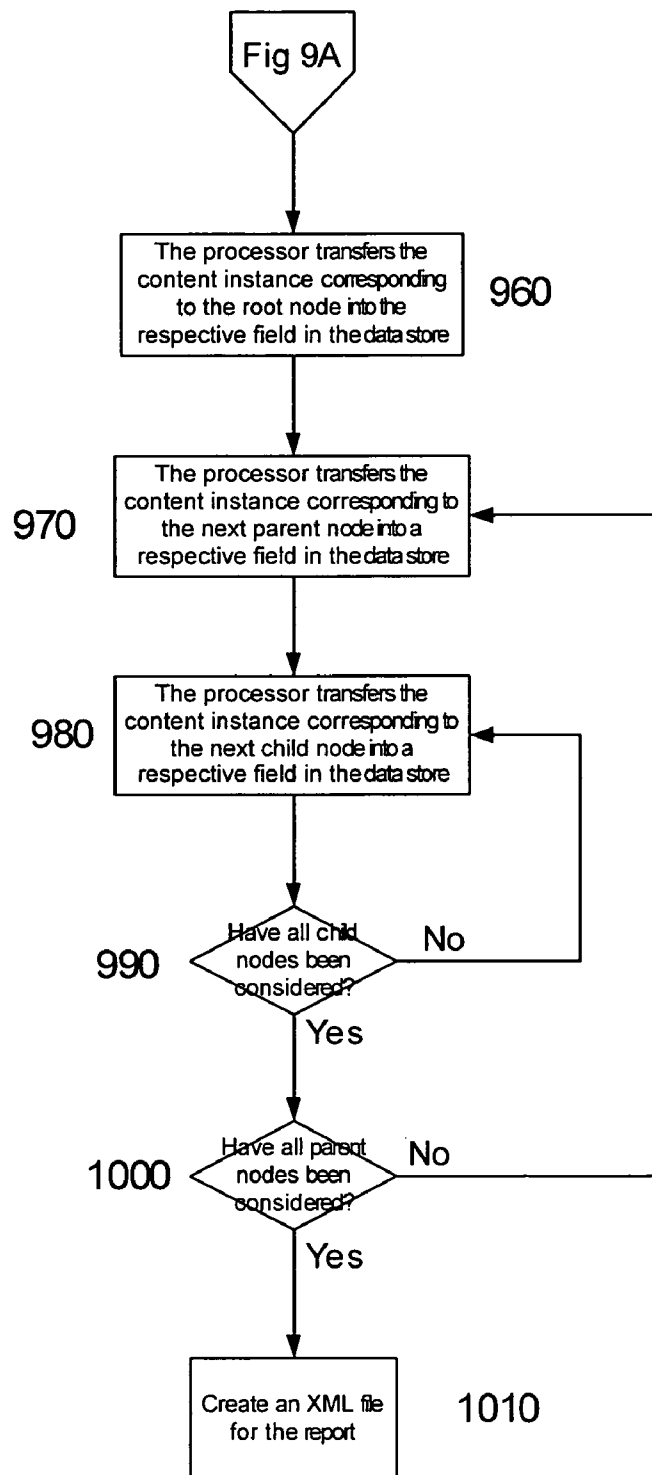 Fig 9A
The processor transfers the
content instance corresponding
to the root node into the
respective field in the data store
960
The processor transfers the
content instance corresponding to
the next parent node into a
respective field in the data store
970
The processor transfers the
content instance corresponding to
the next child node into a
respective field in the data store
980
Have all child
nodes been
considered?
990
No
Yes
Have all parent
nodes been
considered?
1000
No
Yes
Create an XML file
for the report
1010